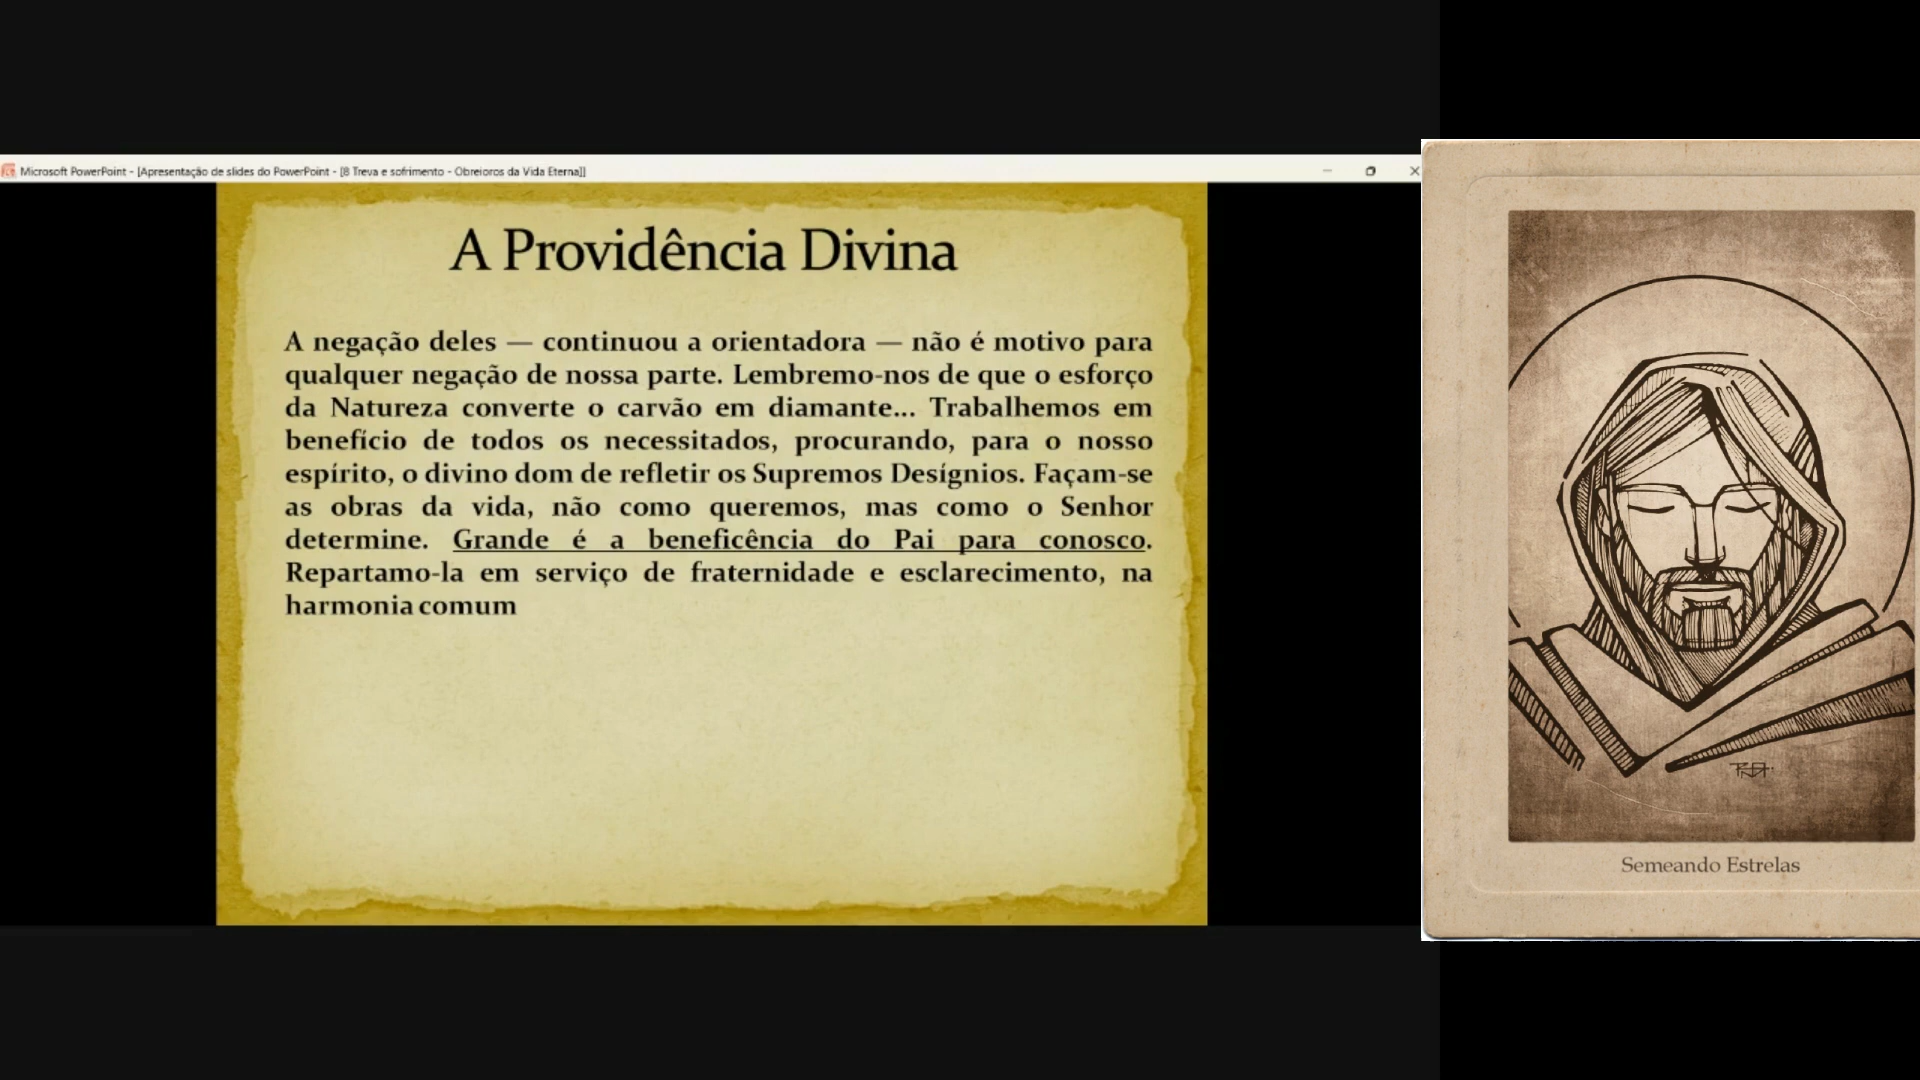 Microsoft PowerPoint - [Apresentação de slides do PowerPoint - [8 Treva e sofrimento - Obreioros da Vida Eterna]]
A Providência Divina
A negação deles — continuou a orientadora — não é motivo para
qualquer negação de nossa parte. Lembremo-nos de que o esforço
da Natureza converte o carvão em diamante... Trabalhemos em
benefício de todos os necessitados, procurando, para o nosso
espírito, o divino dom de refletir os Supremos Desígnios. Façam-se
as obras da vida, não como queremos, mas como o Senhor
determine. Grande é a beneficência do Pai para conosco.
Repartamo-la em serviço de fraternidade e esclarecimento, na
harmonia comum
Semeando Estrelas